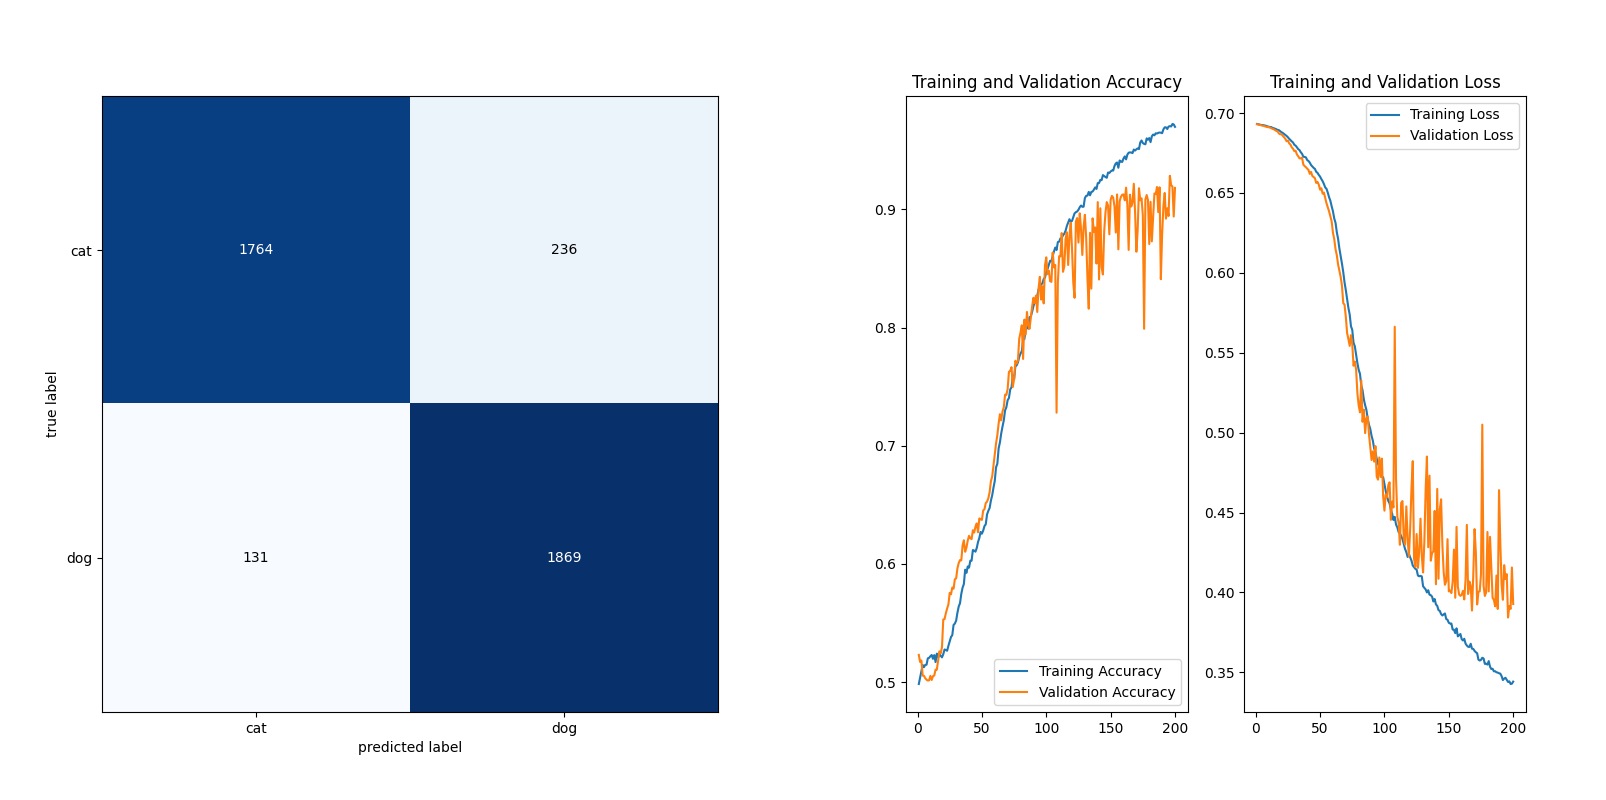 cat
dog
true label
1764
236
131
1869
cat
dog
predicted label
Training and Validation Accuracy
0.9
0.8
0.7
0.6
0.5
Training Accuracy
Validation Accuracy
0
50
100
150
200
Training and Validation Loss
Training Loss
Validation Loss
0.70
0.65
0.60
0.55
0.50
0.45
0.40
0.35
0
50
100
150
200